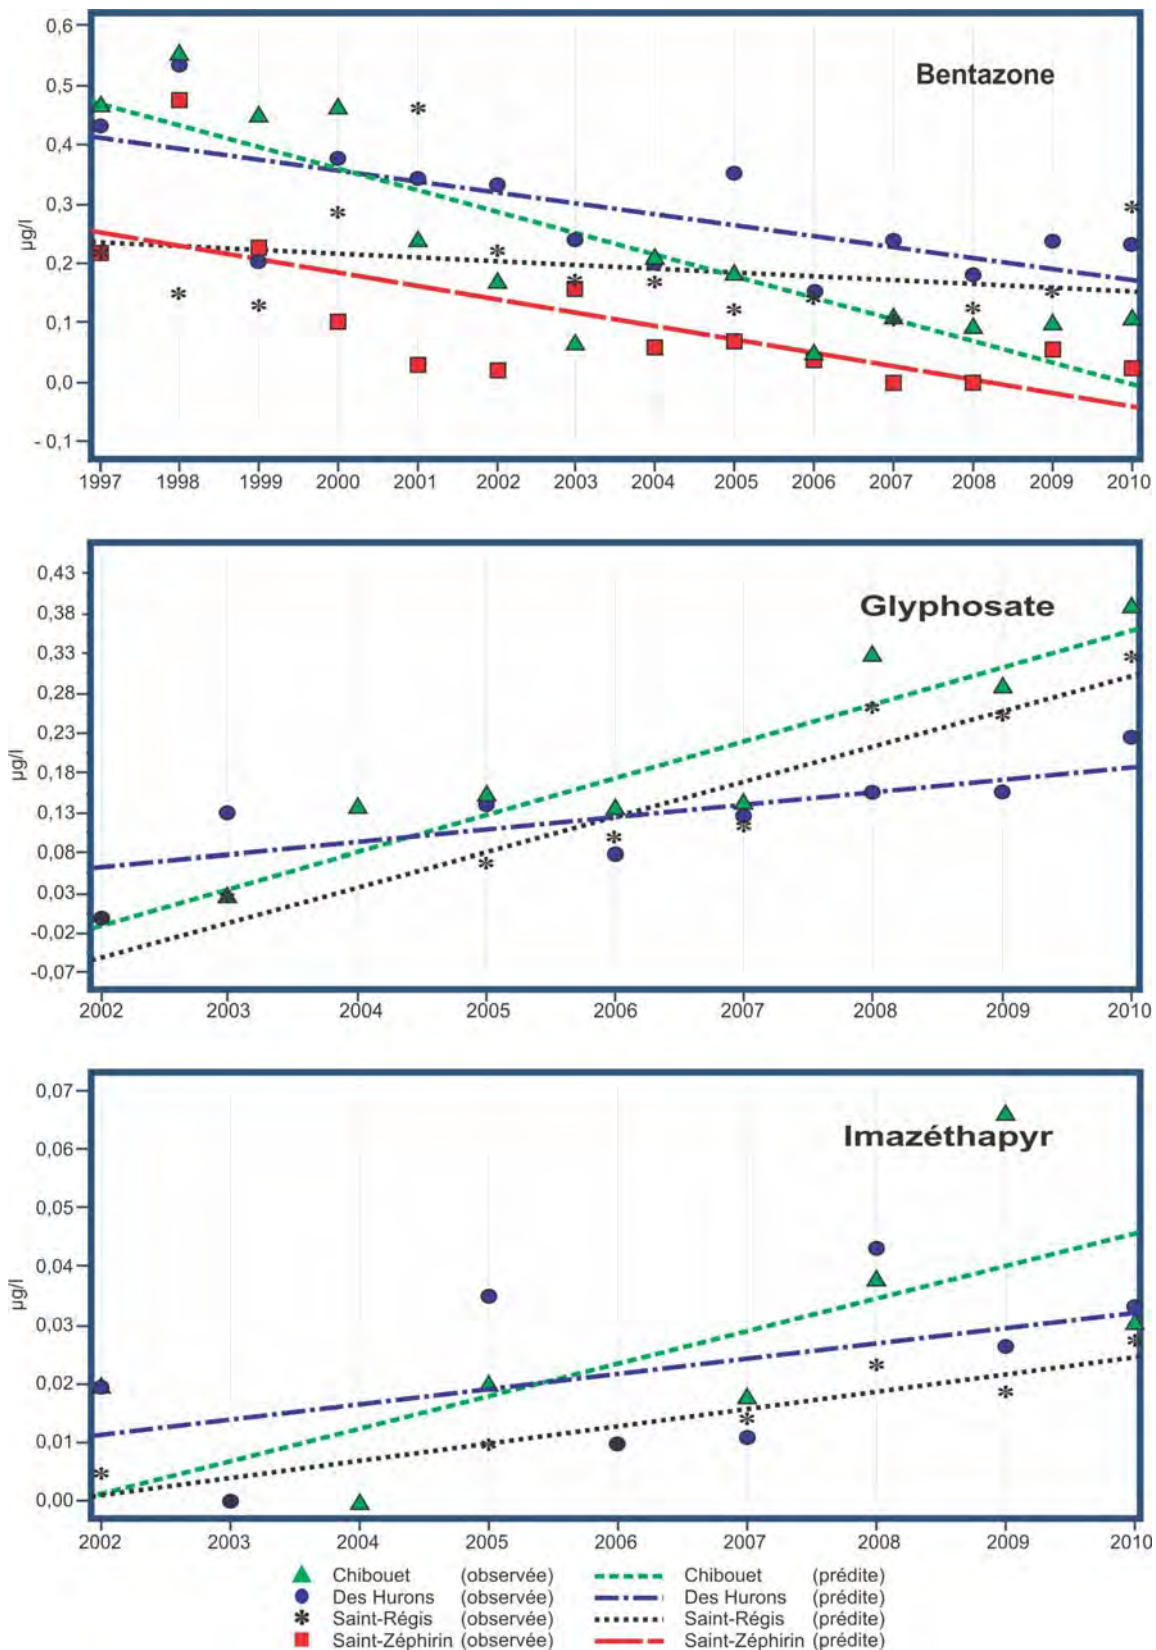 0,6
0,5
Bentazone
0,4
0,3
µg/l
0,2
0,1
0,0
- 0,1
1997 1998 1999 2000 2001 2002 2003 2004 2005 2006 2007 2008 2009 2010
0,43
Glyphosate
0,38
0,33
0,28
0,23
µg/l
0,18
0,13
0,08
0,03
-0,02
-0,07
2002 2003 2004 2005 2006 2007 2008 2009 2010
0,07
Imazéthapyr
0,06
0,05
0,04
µg/l
0,03
0,02
0,01
0,00
2002 2003 2004 2005 2006 2007 2008 2009 2010
Chibouet (observée) Chibouet (prédite)
Des Hurons (observée) Des Hurons (prédite)
Saint-Régis (observée) Saint-Régis (prédite)
Saint-Zéphirin (observée) Saint-Zéphirin (prédite)